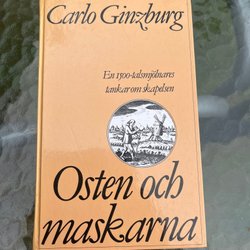 Carlo Ginzburg
En 1500-talsmjölnares
tankar om skapelsen
Osten och
maskarna